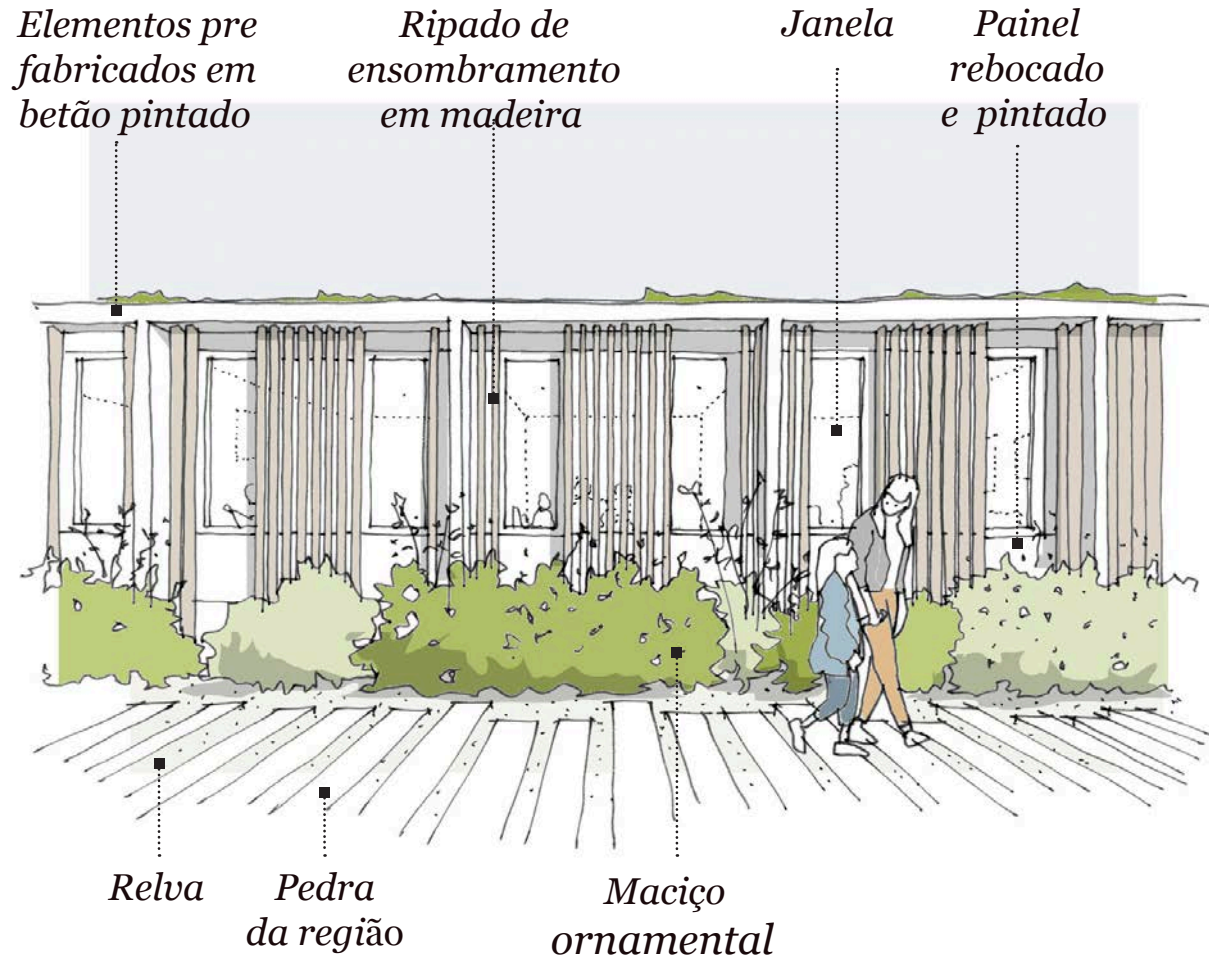 Elementos pre
fabricados em
betão pintado
Ripado de
ensombramento
em madeira
Janela
Painel
rebocado
e pintado
Relva
Pedra
da região
Maciço
ornamental